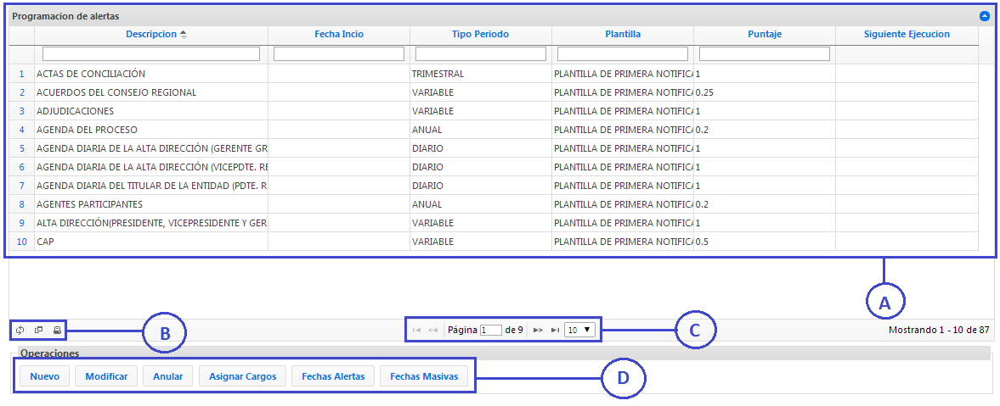 Programacion de alertas
Descripcion Fecha Incio Tipo Periodo Plantilla Puntaje Siguiente Ejecucion
1 ACTAS DE CONCILIACIÓN TRIMESTRAL PLANTILLA DE PRIMERA NOTIFICA 1
2 ACUERDOS DEL CONSEJO REGIONAL VARIABLE PLANTILLA DE PRIMERA NOTIFICA 0.25
3 ADJUDICACIONES VARIABLE PLANTILLA DE PRIMERA NOTIFICA 1
4 AGENDA DEL PROCESO ANUAL PLANTILLA DE PRIMERA NOTIFICA 0.2
5 AGENDA DIARIA DE LA ALTA DIRECCIÓN (GERENTE GR DIARIO PLANTILLA DE PRIMERA NOTIFICA 1
6 AGENDA DIARIA DE LA ALTA DIRECCIÓN (VICEPDTE. RE DIARIO PLANTILLA DE PRIMERA NOTIFICA 1
7 AGENDA DIARIA DEL TITULAR DE LA ENTIDAD (PDTE. R DIARIO PLANTILLA DE PRIMERA NOTIFICA 1
8 AGENTES PARTICIPANTES ANUAL PLANTILLA DE PRIMERA NOTIFICA 0.2
9 ALTA DIRECCIÓN(PRESIDENTE, VICEPRESIDENTE Y GER VARIABLE PLANTILLA DE PRIMERA NOTIFICA 1
10 CAP VARIABLE PLANTILLA DE PRIMERA NOTIFICA 0.5
A
B
Página 1 de 9 10
C
Mostrando 1 - 10 de 87
Operaciones
Nuevo Modificar Anular Asignar Cargos Fechas Alertas Fechas Masivas
D